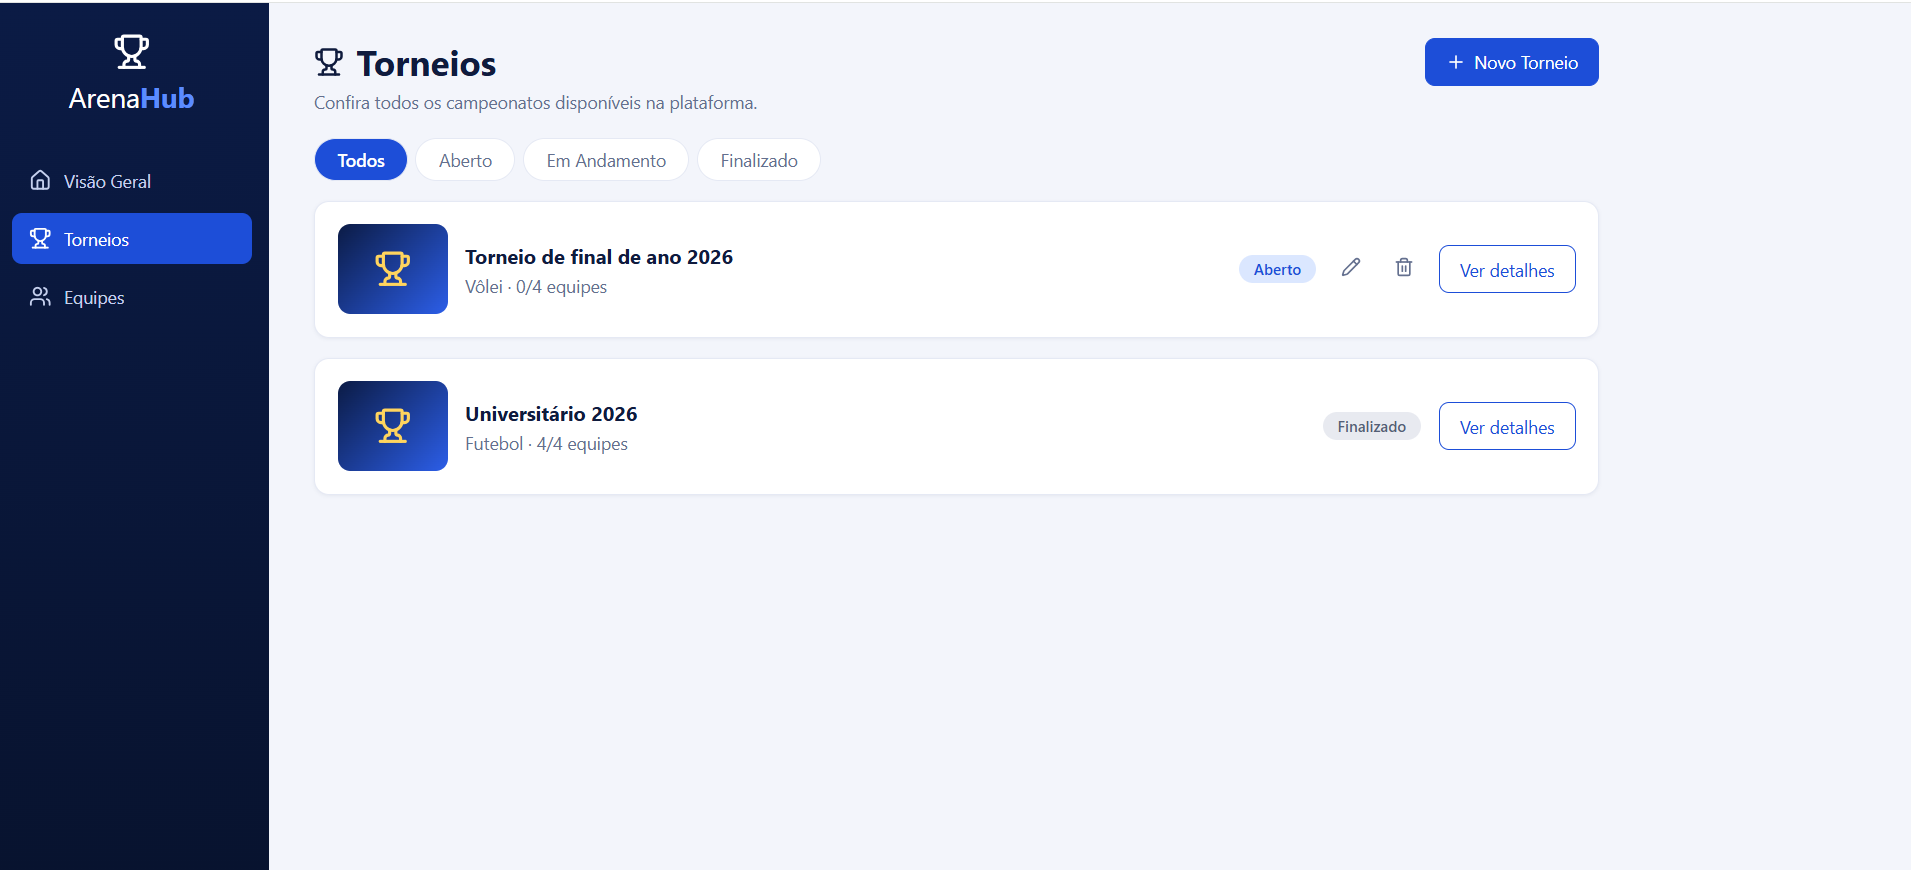 ArenaHub
Visão Geral
Torneios
Equipes
Torneios
Novo Torneio
Confira todos os campeonatos disponíveis na plataforma.
Todos
Aberto
Em Andamento
Finalizado
Torneio de final de ano 2026
Vôlei · 0/4 equipes
Aberto
Ver detalhes
Universitário 2026
Futebol · 4/4 equipes
Finalizado
Ver detalhes